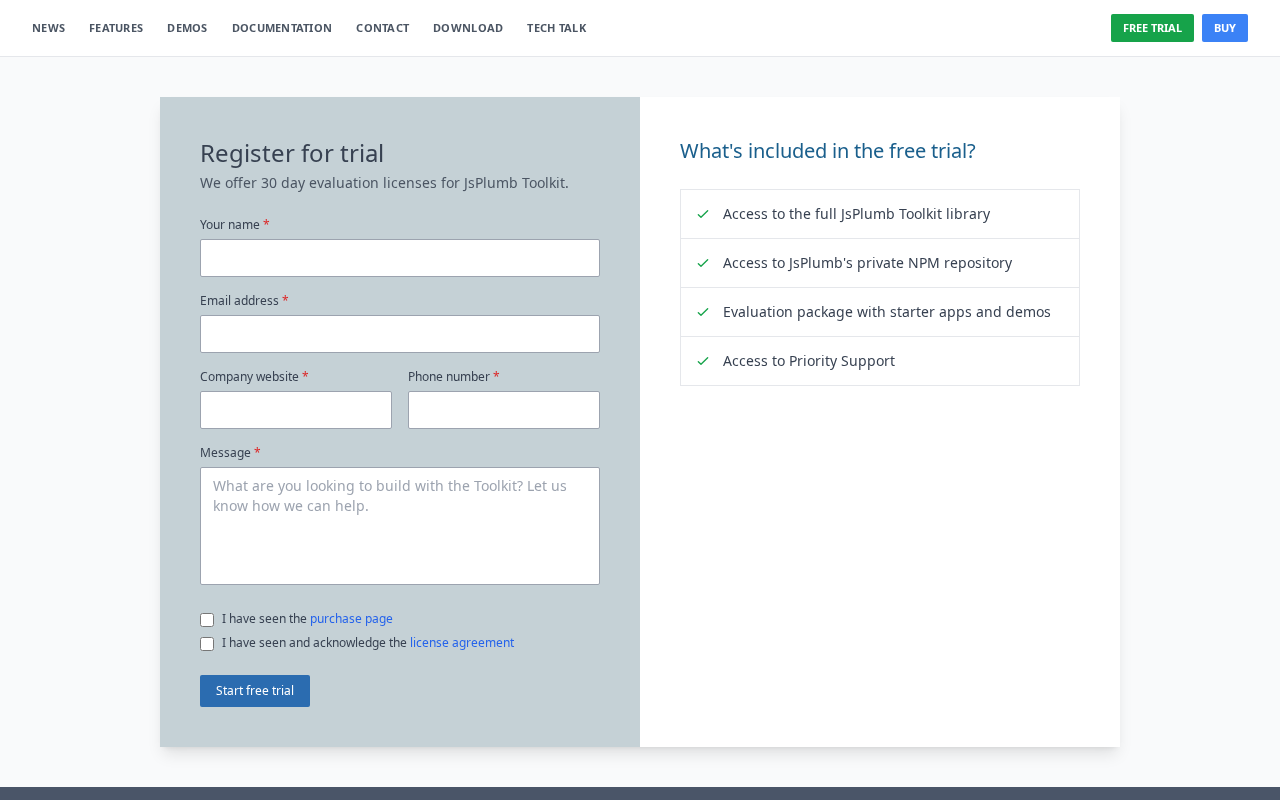 NEWS FEATURES DEMOS DOCUMENTATION CONTACT DOWNLOAD TECH TALK FREE TRIAL BUY
Register for trial
We offer 30 day evaluation licenses for JsPlumb Toolkit.
Your name *
Email address *
Company website * Phone number *
Message *
What are you looking to build with the Toolkit? Let us
know how we can help.
I have seen the purchase page
I have seen and acknowledge the license agreement
Start free trial
What's included in the free trial?
Access to the full JsPlumb Toolkit library
Access to JsPlumb's private NPM repository
Evaluation package with starter apps and demos
Access to Priority Support